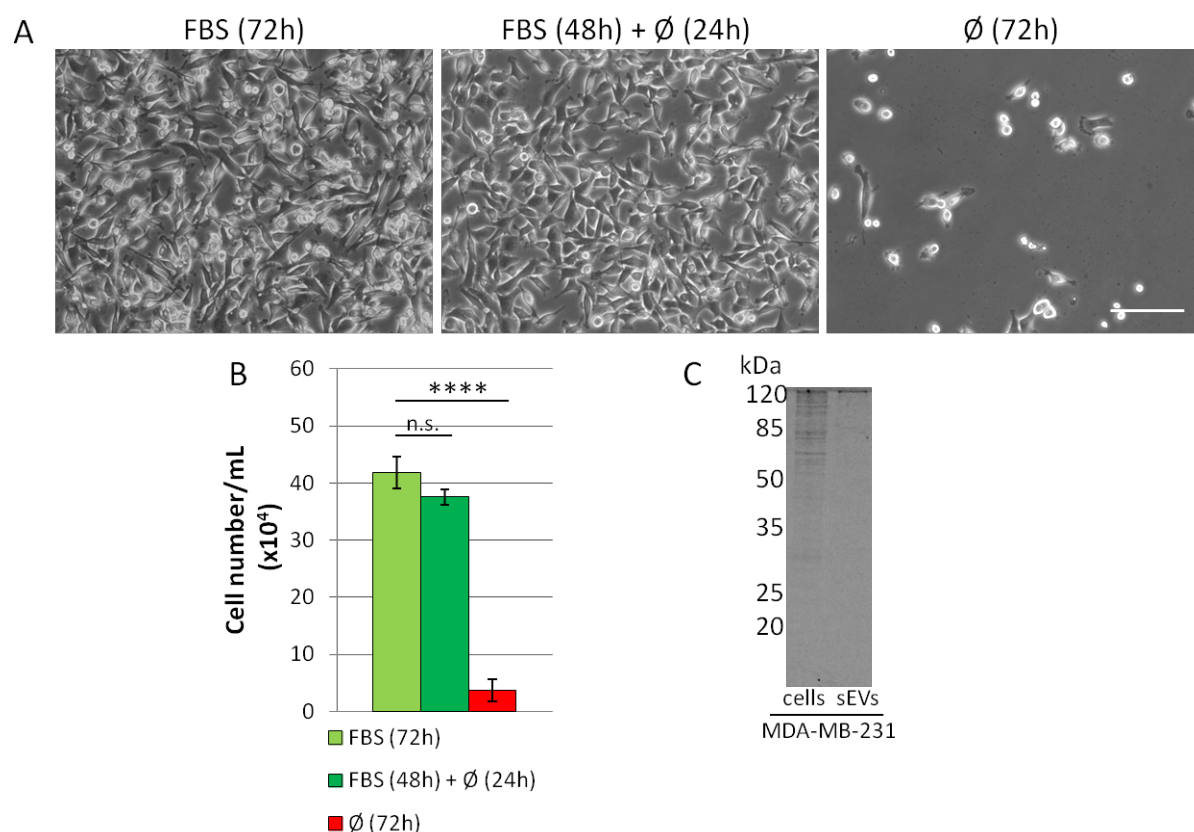 A
FBS (72h)
FBS (48h) + Ø (24h)
Ø (72h)
B
60
50
40
30
20
10
0
Cell number/mL
(x10⁴)
****
n.s.
FBS (72h)
FBS (48h) + Ø (24h)
Ø (72h)
C
kDa
120
85
50
35
25
20
cells sEVs
MDA-MB-231